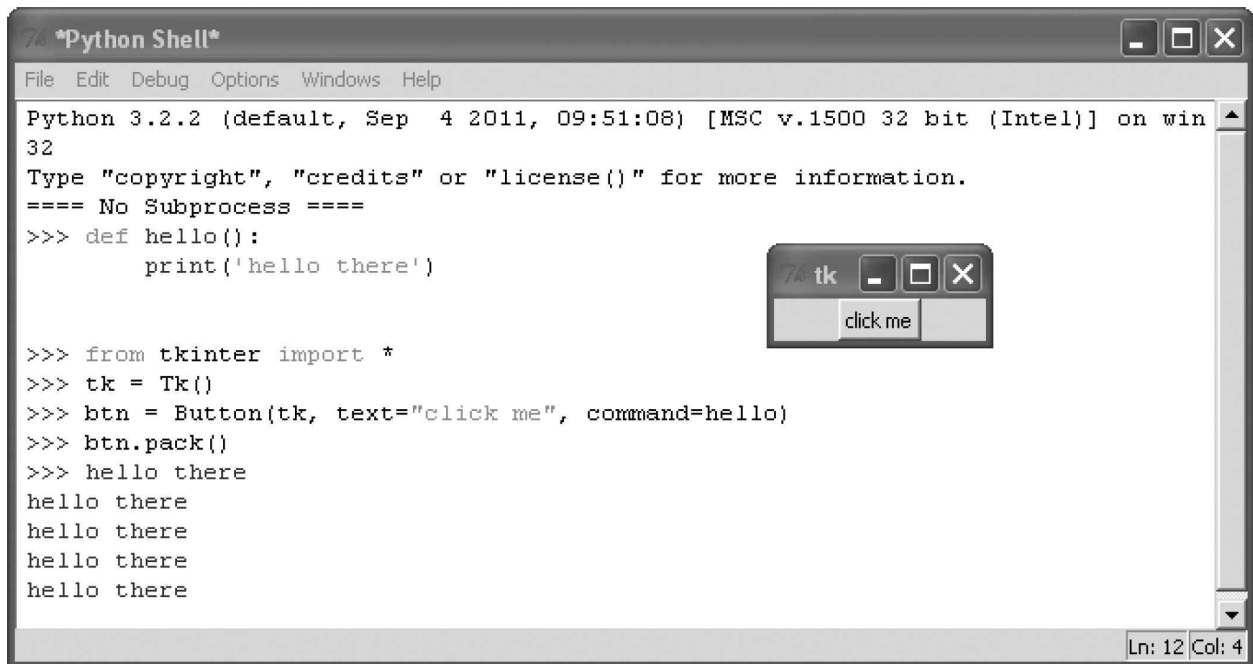 *Python Shell*
File Edit Debug Options Windows Help
Python 3.2.2 (default, Sep  4 2011, 09:51:08) [MSC v.1500 32 bit (Intel)] on win
32
Type "copyright", "credits" or "license()" for more information.
==== No Subprocess ====
>>> def hello():
        print('hello there')
tk
click me
>>> from tkinter import *
>>> tk = Tk()
>>> btn = Button(tk, text="click me", command=hello)
>>> btn.pack()
>>> hello there
hello there
hello there
hello there
hello there
Ln: 12 Col: 4